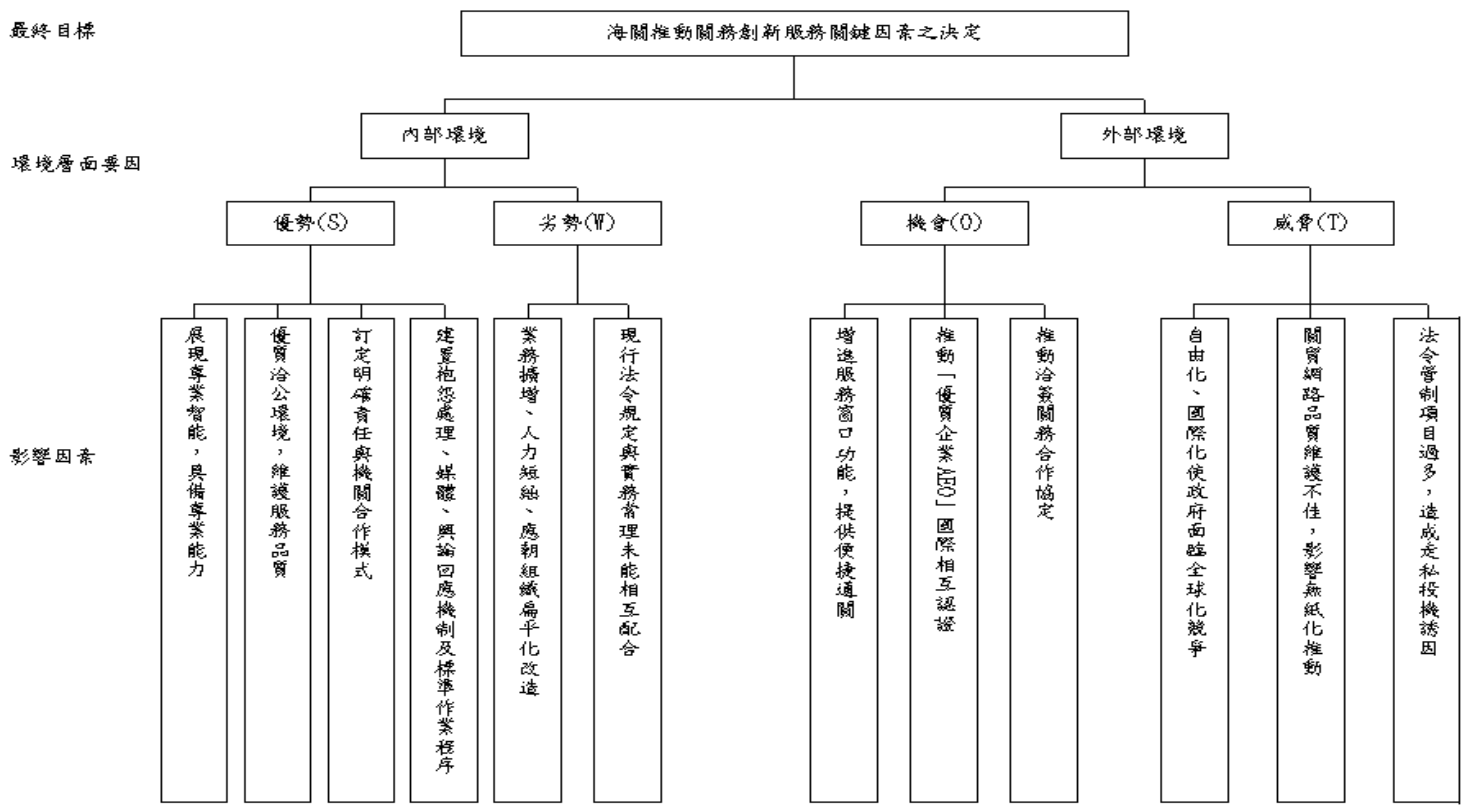 最終目標
海關推動關務創新服務關鍵因素之決定
內部環境
外部環境
環境層面要因
優勢(S)
劣勢(W)
機會(O)
威脅(T)
影響因素
展現專業智能，具備專業能力
優質洽公環境，維護服務品質
訂定明確責任與機關合作模式
建置抱怨處理、媒體、輿論回應機制及標準作業程序
業務擴增、人力短絀、應朝組織扁平化改造
現行法令規定與實務常理未能相互配合
增進服務窗口功能，提供便捷通關
推動「優質企業AEO」國際相互認證
推動洽簽關務合作協定
自由化、國際化使政府面臨全球化競爭
關貿網路品質維護不佳，影響無紙化推動
法令管制項目過多，造成走私投機誘因